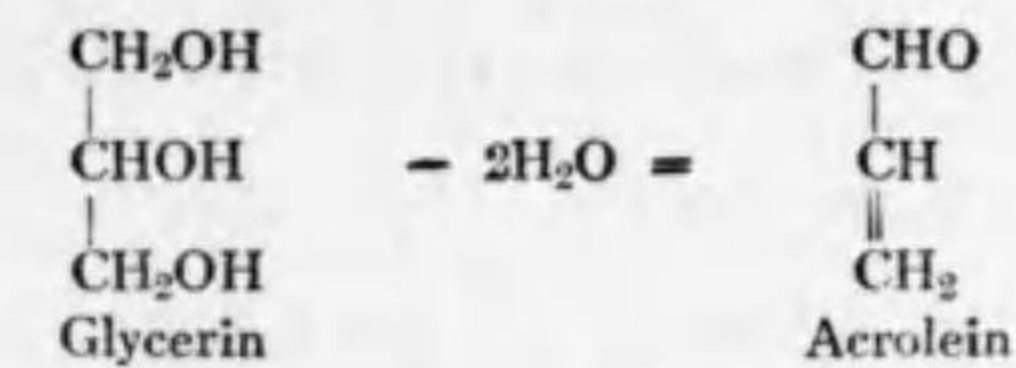 CH₂OH CHO
|  |
CHOH − 2H₂O = CH
|  ||
CH₂OH CH₂
Glycerin Acrolein